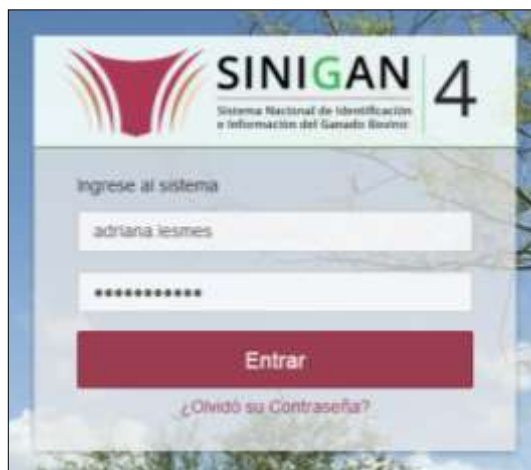 SINIGAN 4
Sistema Nacional de Identificación
e Información del Ganado Bovino
Ingrese al sistema
adriana lesmes
•••••••••••
Entrar
¿Olvidó su Contraseña?